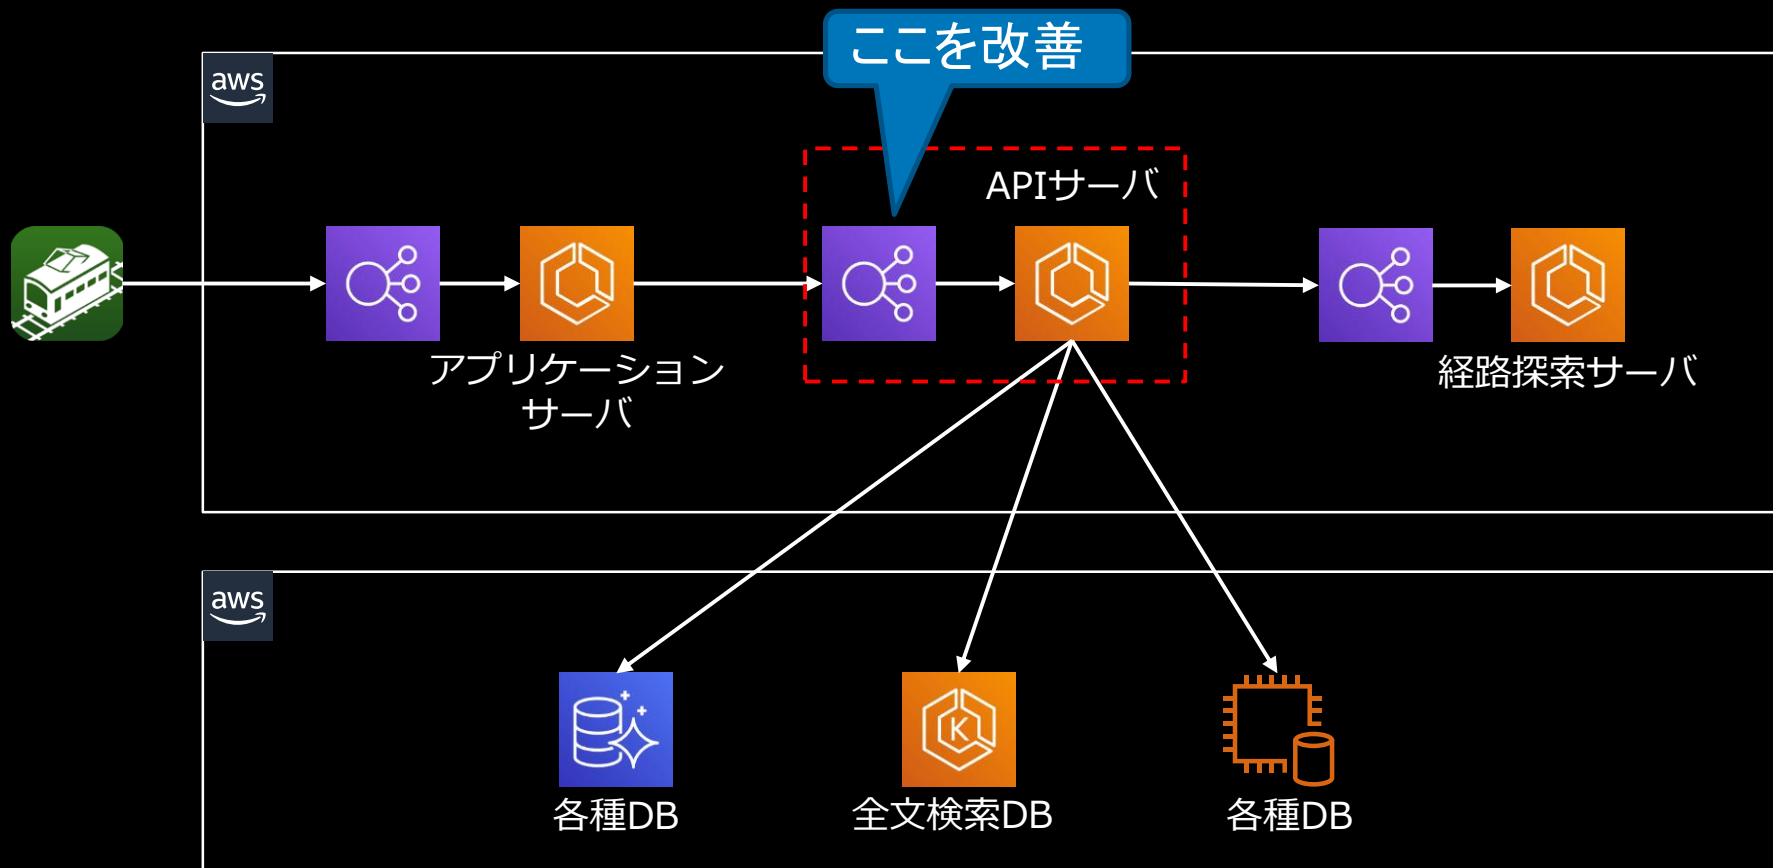 ここを改善
aws
APIサーバ
アプリケーション
サーバ
経路探索サーバ
aws
K
各種DB
全文検索DB
各種DB